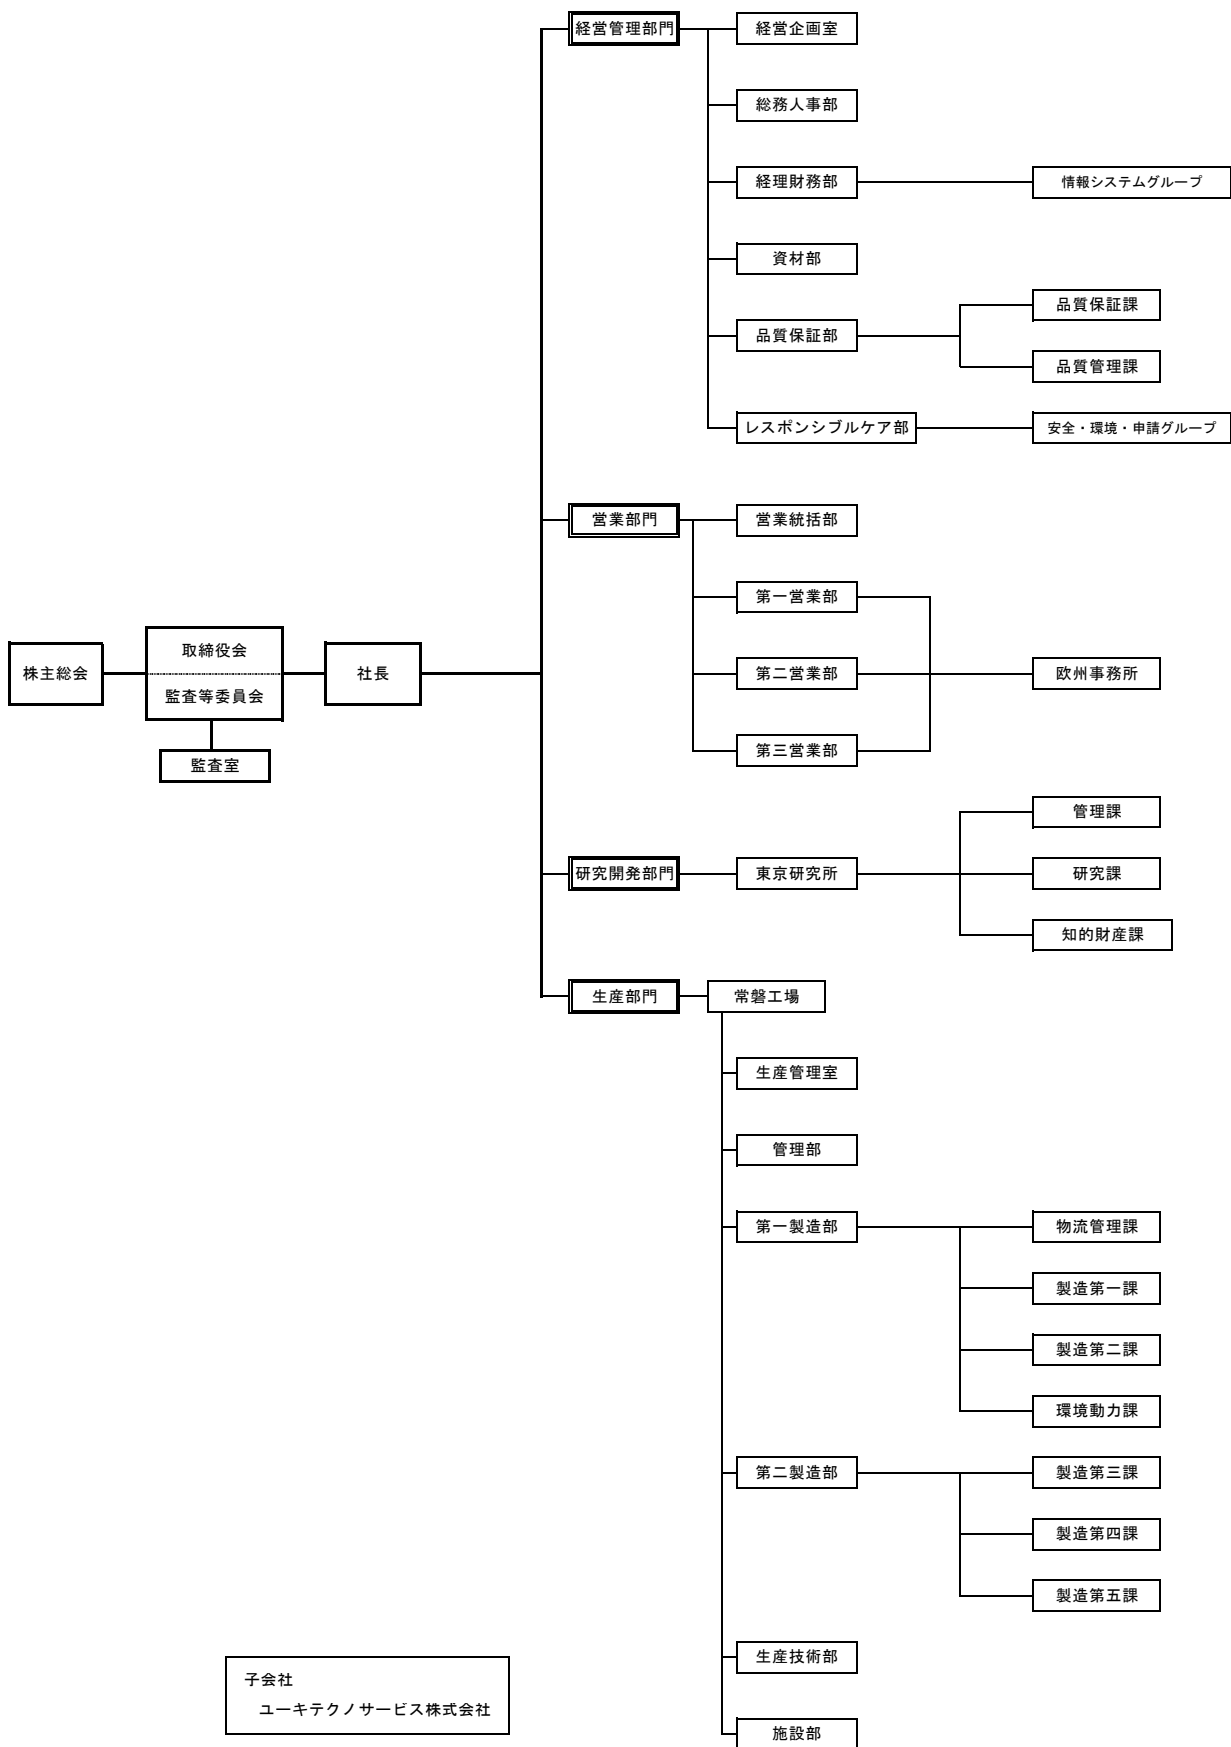 経営管理部門
経営企画室
総務人事部
経理財務部
情報システムグループ
資材部
品質保証部
品質保証課
品質管理課
レスポンシブルケア部
安全・環境・申請グループ
営業部門
営業統括部
第一営業部
第二営業部
第三営業部
欧州事務所
株主総会
取締役会
監査等委員会
監査室
社長
研究開発部門
東京研究所
管理課
研究課
知的財産課
生産部門
常磐工場
生産管理室
管理部
第一製造部
物流管理課
製造第一課
製造第二課
環境動力課
第二製造部
製造第三課
製造第四課
製造第五課
生産技術部
施設部
子会社
ユーキテクノサービス株式会社